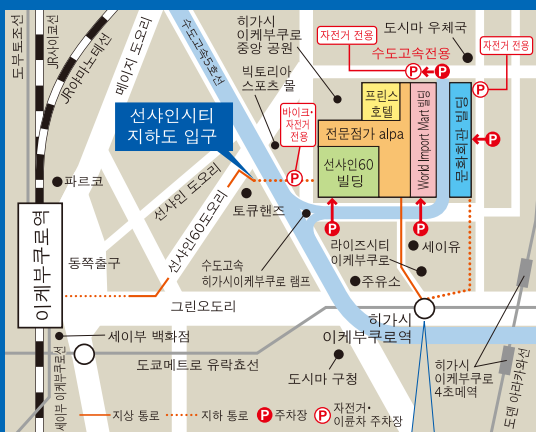 도부토조선
JR사이쿄선
JR야마노테선
메이지 도오리
수도고속5호선
히가시
이케부쿠로
중앙 공원
자전거 전용
도시마 우체국
수도고속전용
자전거 전용
P
P
P
빅토리아
스포츠 몰
선샤인시티
지하도 입구
바이크·
자전거
전용
P
프린스
호텔
전문점가 alpa
선샤인60
빌딩
World Import Mart 빌딩
문화회관 빌딩
P
파르코
선샤인 도오리
선샤인60도오리
토큐핸즈
P
P
이케부쿠로역
동쪽출구
수도고속
히가시이케부쿠로 램프
라이즈시티
이케부쿠로
세이유
주유소
그린오도리
히가시
이케부쿠로역
세이부 백화점
세이부 이케부쿠로선
도쿄메트로 유락쵸선
도시마 구청
히가시
이케부쿠로
4쵸메역
도덴 아라카와선
지상 통로
지하 통로
P 주차장
P 자전거·
이륜차 주차장